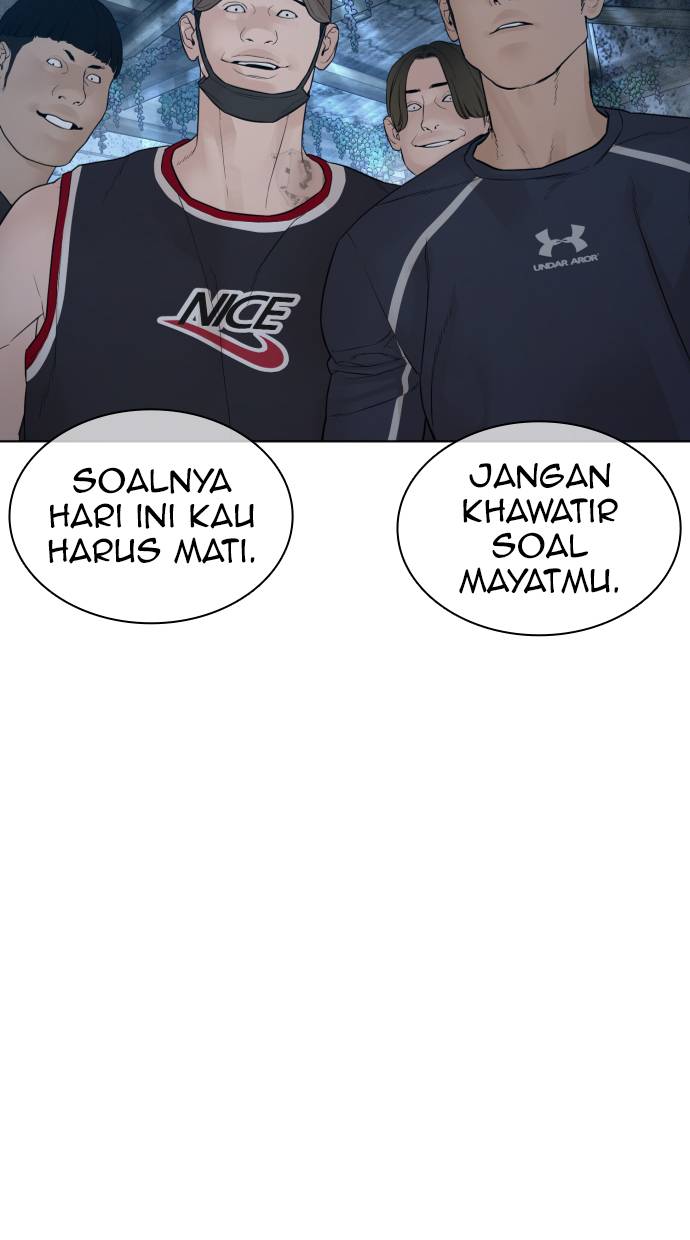 NICE
UNDAR AROR
SOALNYA
HARI INI KAU
HARUS MATI.
JANGAN
KHAWATIR
SOAL
MAYATMU.